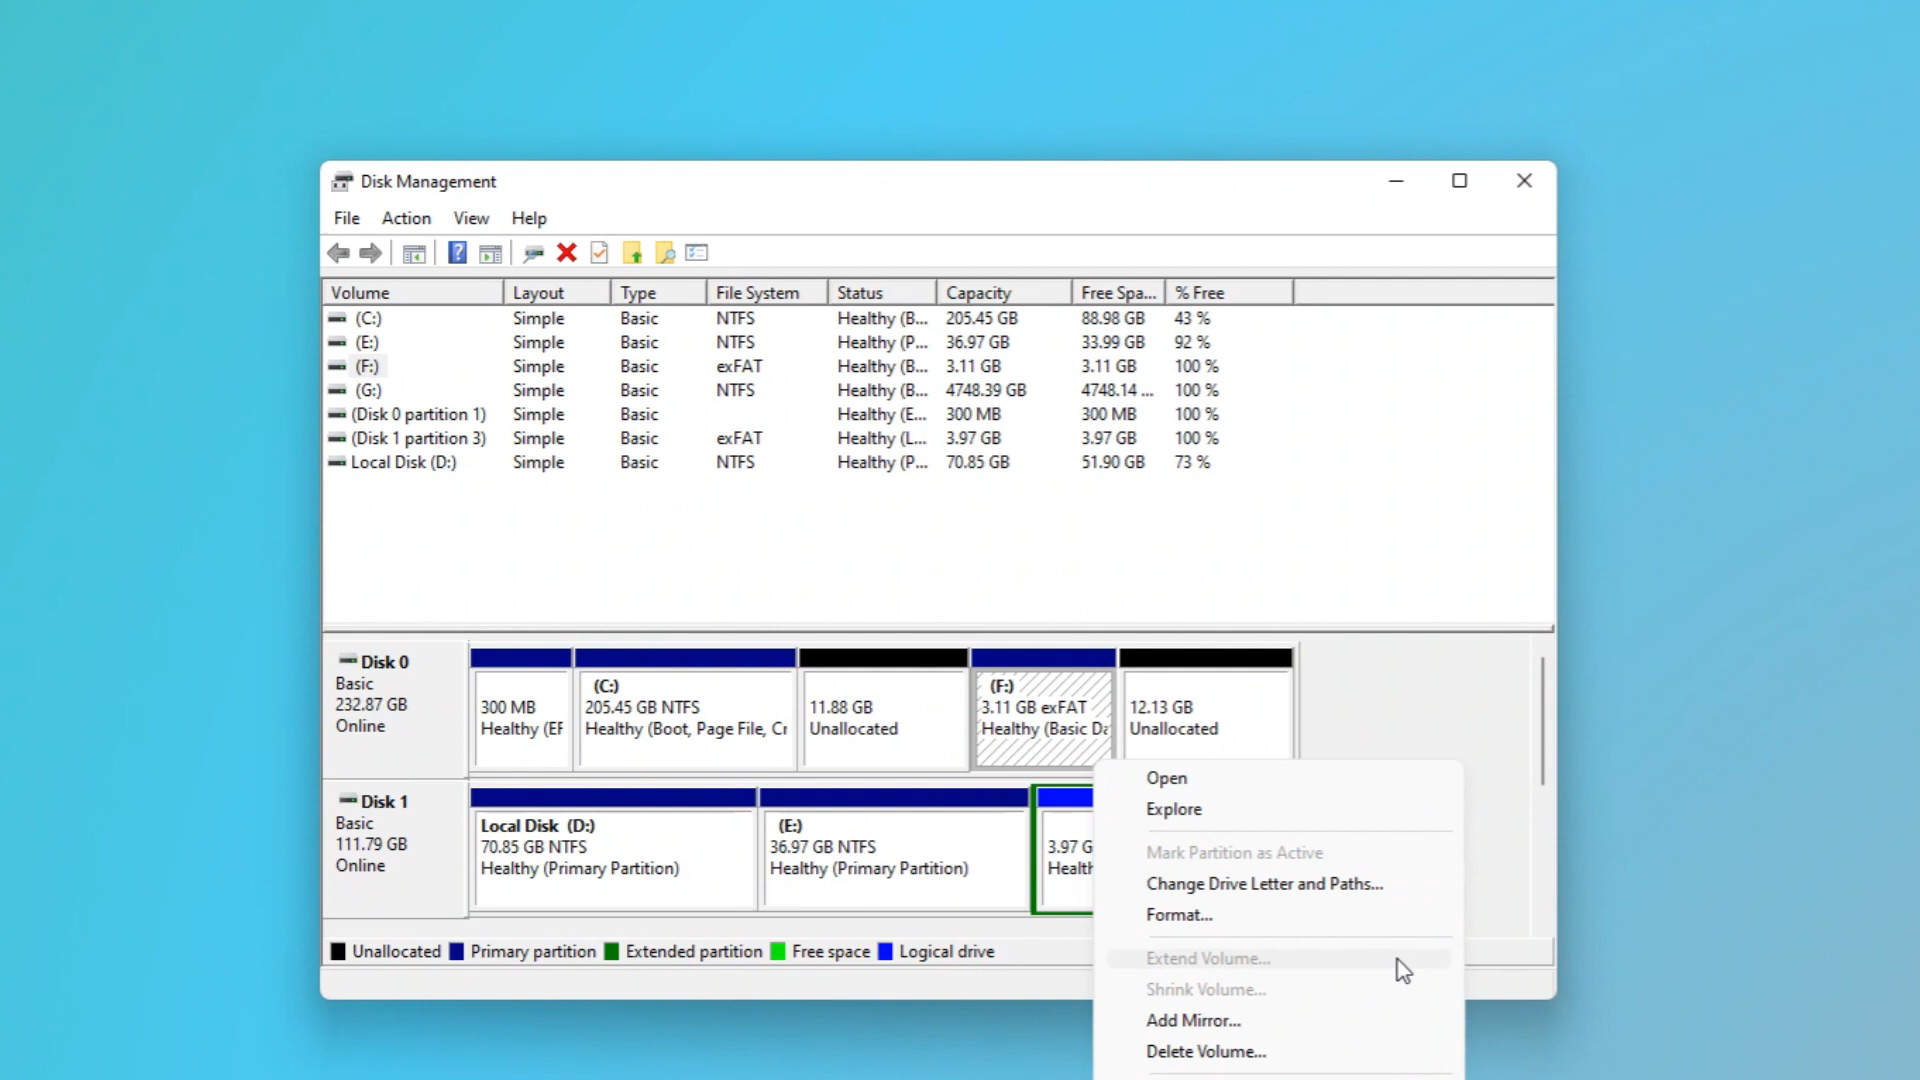 Disk Management
File Action View Help
Volume Layout Type File System Status Capacity Free Spa... % Free
(C:) Simple Basic NTFS Healthy (B... 205.45 GB 88.98 GB 43 %
(E:) Simple Basic NTFS Healthy (P... 36.97 GB 33.99 GB 92 %
(F:) Simple Basic exFAT Healthy (B... 3.11 GB 3.11 GB 100 %
(G:) Simple Basic NTFS Healthy (B... 4748.39 GB 4748.14 ... 100 %
(Disk 0 partition 1) Simple Basic Healthy (E... 300 MB 300 MB 100 %
(Disk 1 partition 3) Simple Basic exFAT Healthy (L... 3.97 GB 3.97 GB 100 %
Local Disk (D:) Simple Basic NTFS Healthy (P... 70.85 GB 51.90 GB 73 %
Disk 0
Basic
232.87 GB
Online
300 MB
Healthy (EF
(C:)
205.45 GB NTFS
Healthy (Boot, Page File, Cr
11.88 GB
Unallocated
(F:)
3.11 GB exFAT
Healthy (Basic Da
12.13 GB
Unallocated
Disk 1
Basic
111.79 GB
Online
Local Disk (D:)
70.85 GB NTFS
Healthy (Primary Partition)
(E:)
36.97 GB NTFS
Healthy (Primary Partition)
3.97 G
Health
Open
Explore
Mark Partition as Active
Change Drive Letter and Paths...
Format...
Extend Volume...
Shrink Volume...
Add Mirror...
Delete Volume...
Unallocated Primary partition Extended partition Free space Logical drive